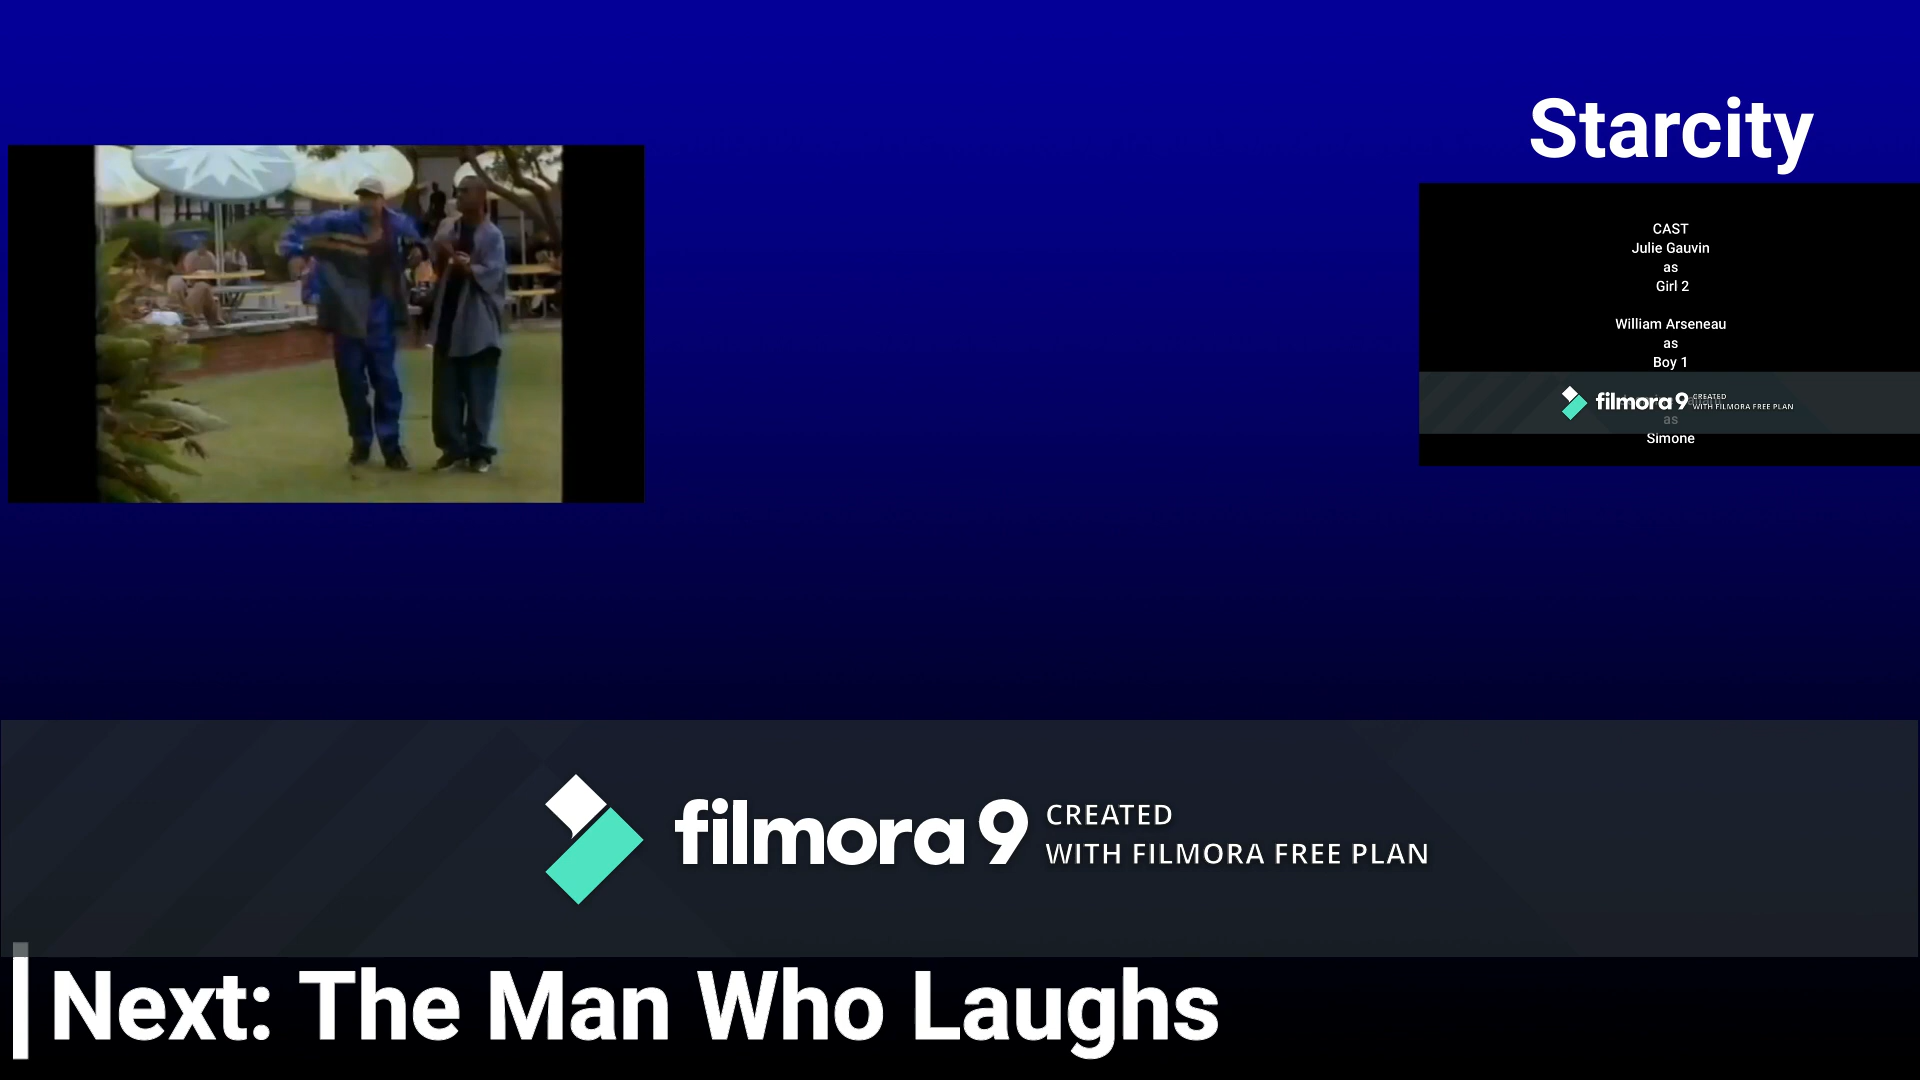 Starcity
CAST
Julie Gauvin
as
Girl 2
William Arseneau
as
Boy 1
filmora 9 CREATED
WITH FILMORA FREE PLAN
as
Simone
filmora 9 CREATED
WITH FILMORA FREE PLAN
Next: The Man Who Laughs